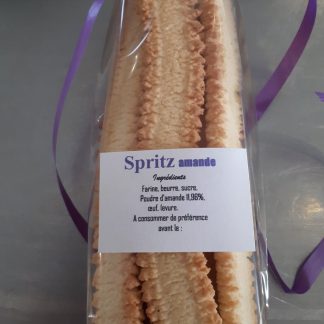 Spritz amande
Ingrédients
Farine, beurre, sucre,
Poudre d'amande 11,96%,
œuf, levure.
A consommer de préférence
avant le :